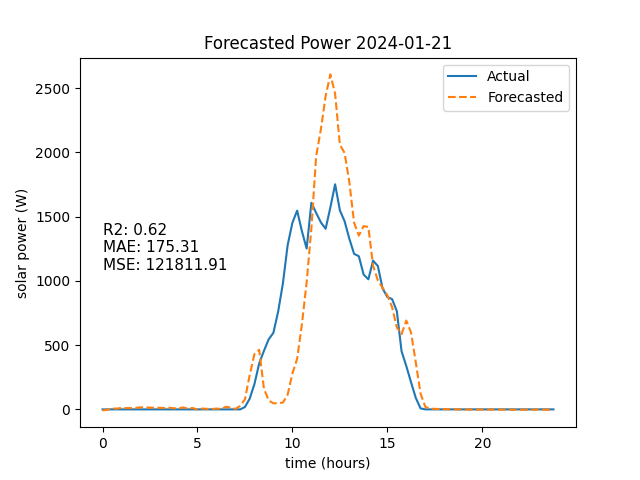 Forecasted Power 2024-01-21
Actual
Forecasted
R2: 0.62
MAE: 175.31
MSE: 121811.91
solar power (W)
2500
2000
1500
1000
500
0
0 5 10 15 20
time (hours)